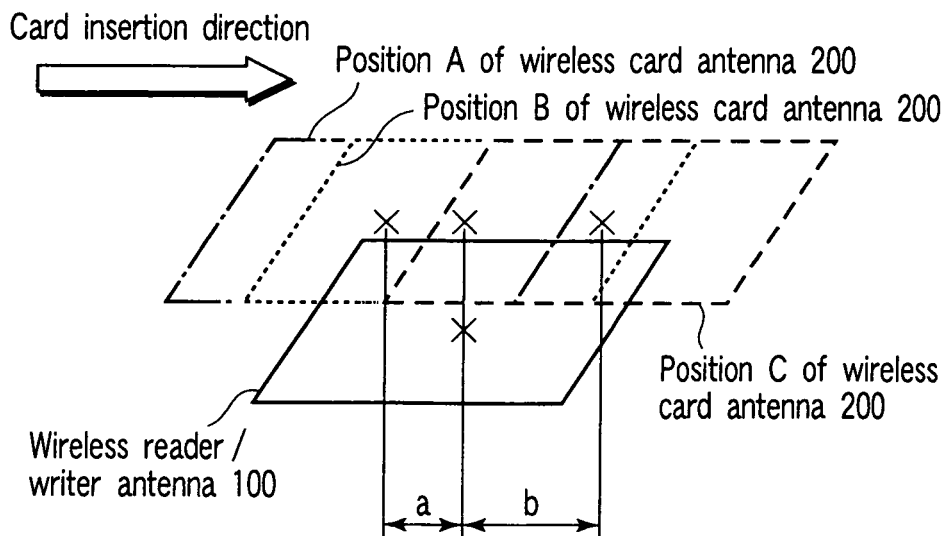 Card insertion direction
Position A of wireless card antenna 200
Position B of wireless card antenna 200
Position C of wireless
card antenna 200
Wireless reader /
writer antenna 100
a
b